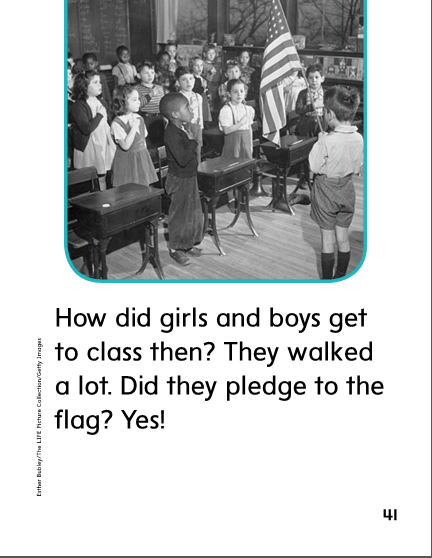 How did girls and boys get
to class then? They walked
a lot. Did they pledge to the
flag? Yes!
Esther Bubley/The LIFE Picture Collection/Getty Images
41